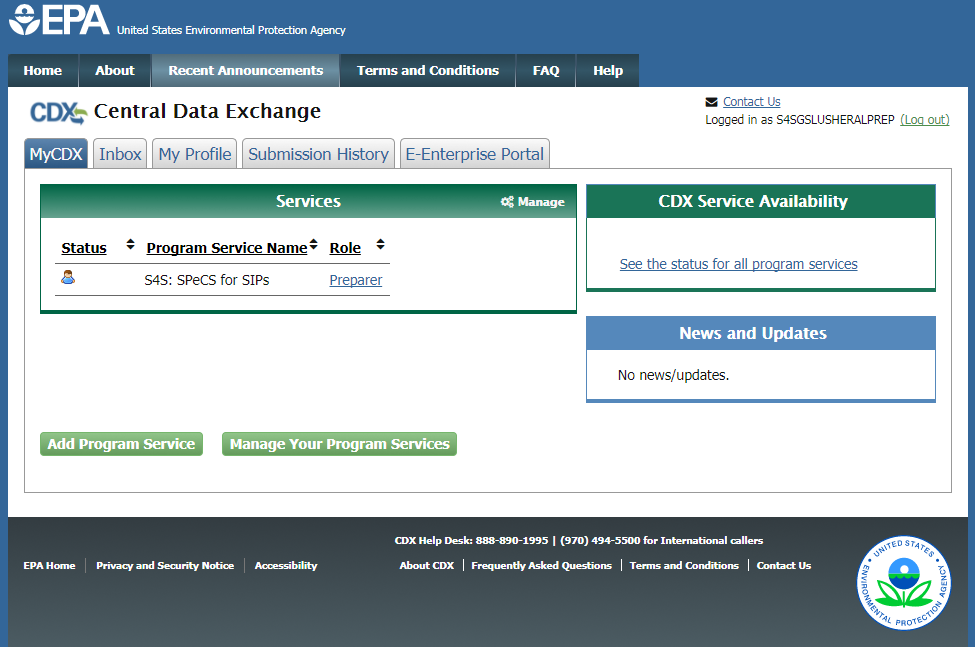 EPA United States Environmental Protection Agency
Home About Recent Announcements Terms and Conditions FAQ Help
CDX Central Data Exchange
Contact Us
Logged in as S4SGSLUSHERALPREP (Log out)
MyCDX Inbox My Profile Submission History E-Enterprise Portal
Services Manage
Status Program Service Name Role
S4S: SPeCS for SIPs Preparer
CDX Service Availability
See the status for all program services
News and Updates
No news/updates.
Add Program Service Manage Your Program Services
CDX Help Desk: 888-890-1995 | (970) 494-5500 for International callers
EPA Home Privacy and Security Notice Accessibility
About CDX Frequently Asked Questions Terms and Conditions Contact Us
UNITED STATES
ENVIRONMENTAL PROTECTION AGENCY